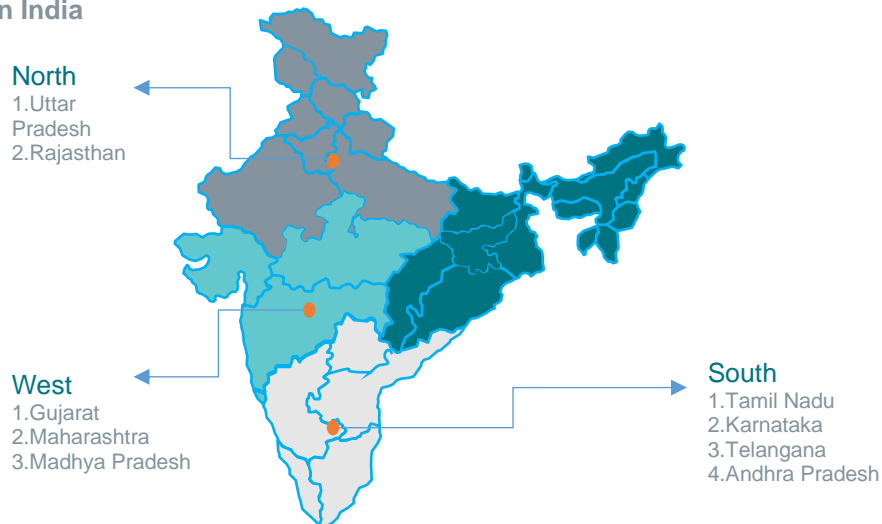 n India
North
1.Uttar
Pradesh
2.Rajasthan
West
1.Gujarat
2.Maharashtra
3.Madhya Pradesh
South
1.Tamil Nadu
2.Karnataka
3.Telangana
4.Andhra Pradesh